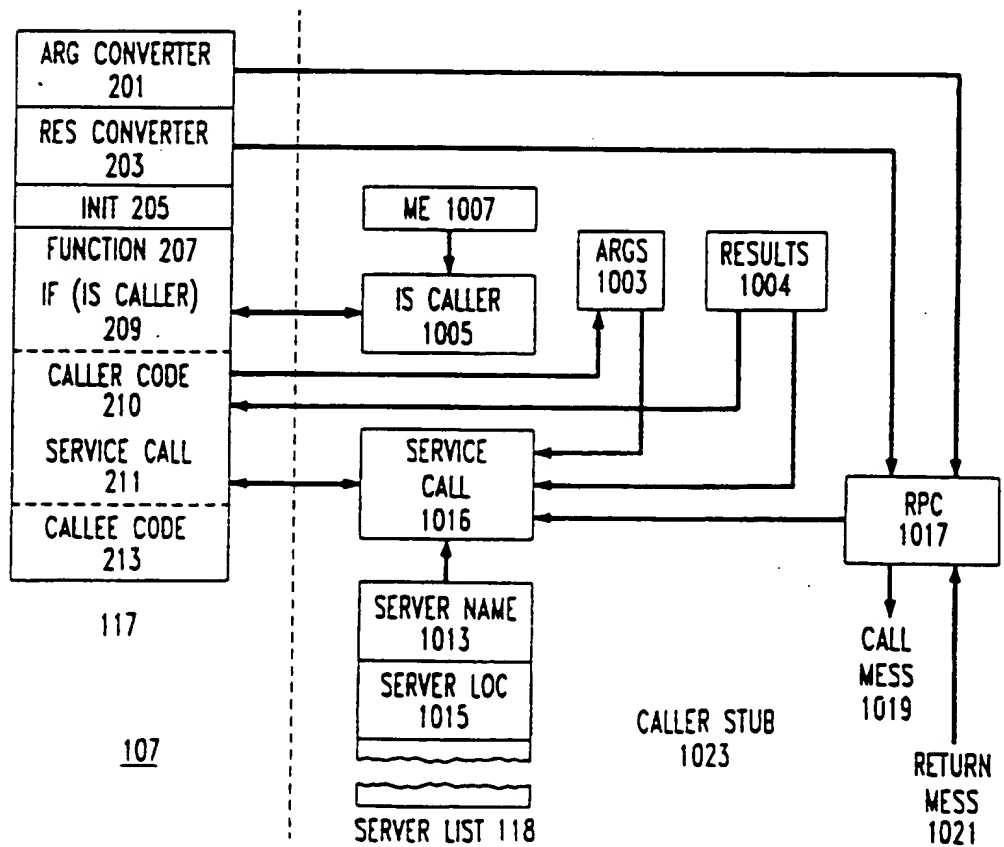 ARG CONVERTER
201
RES CONVERTER
203
INIT 205
FUNCTION 207
IF (IS CALLER)
209
CALLER CODE
210
SERVICE CALL
211
CALLEE CODE
213
117
107
ME 1007
IS CALLER
1005
ARGS
1003
RESULTS
1004
SERVICE
CALL
1016
SERVER NAME
1013
SERVER LOC
1015
SERVER LIST 118
RPC
1017
CALL
MESS
1019
CALLER STUB
1023
RETURN
MESS
1021